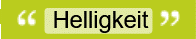 “ Helligkeit ”